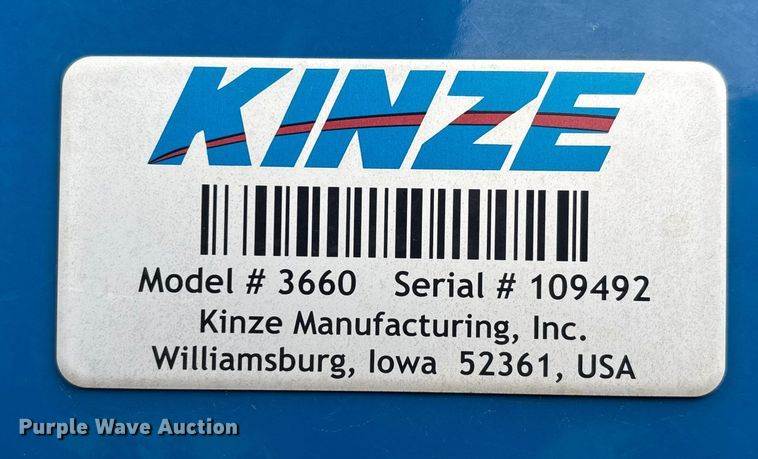 KINZE
Model # 3660 Serial # 109492
Kinze Manufacturing, Inc.
Williamsburg, Iowa 52361, USA
Purple Wave Auction